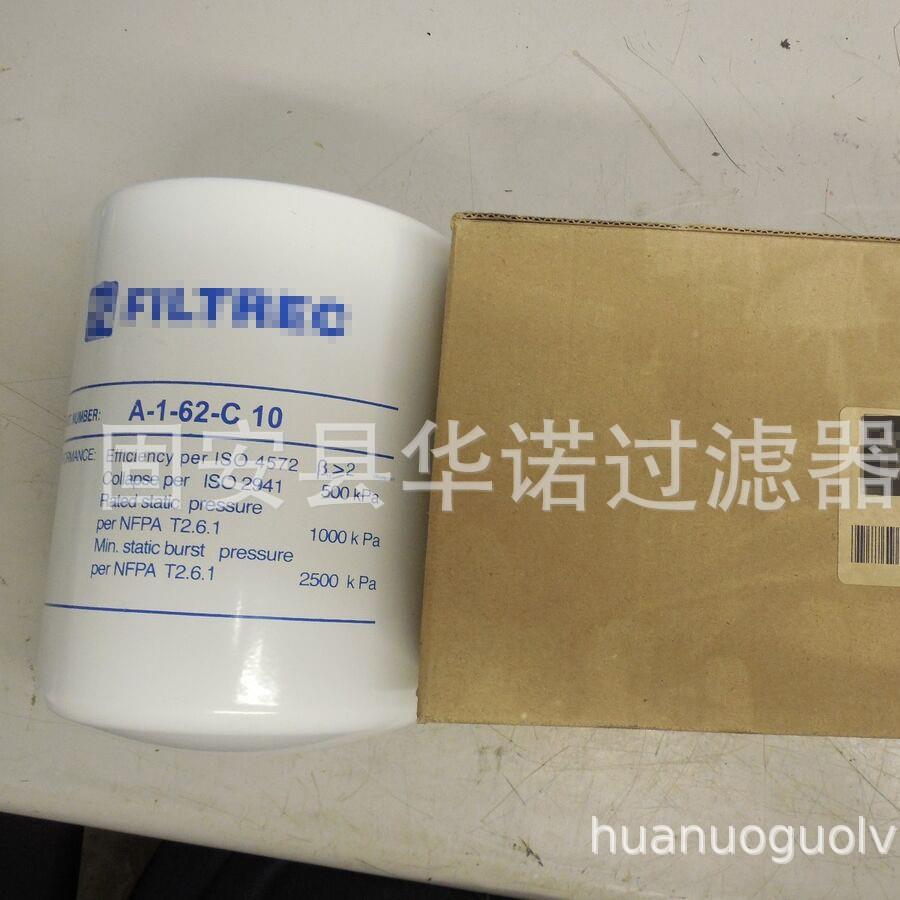 FILTREC
NUMBER: A-1-62-C 10
RMANCE: Efficiency per ISO 4572 β>2
Collapse per ISO 2941 500 kPa
Rated static pressure
per NFPA T2.6.1 1000 k Pa
Min. static burst pressure
per NFPA T2.6.1 2500 k Pa
固安县华诺过滤器
huanuoguolv